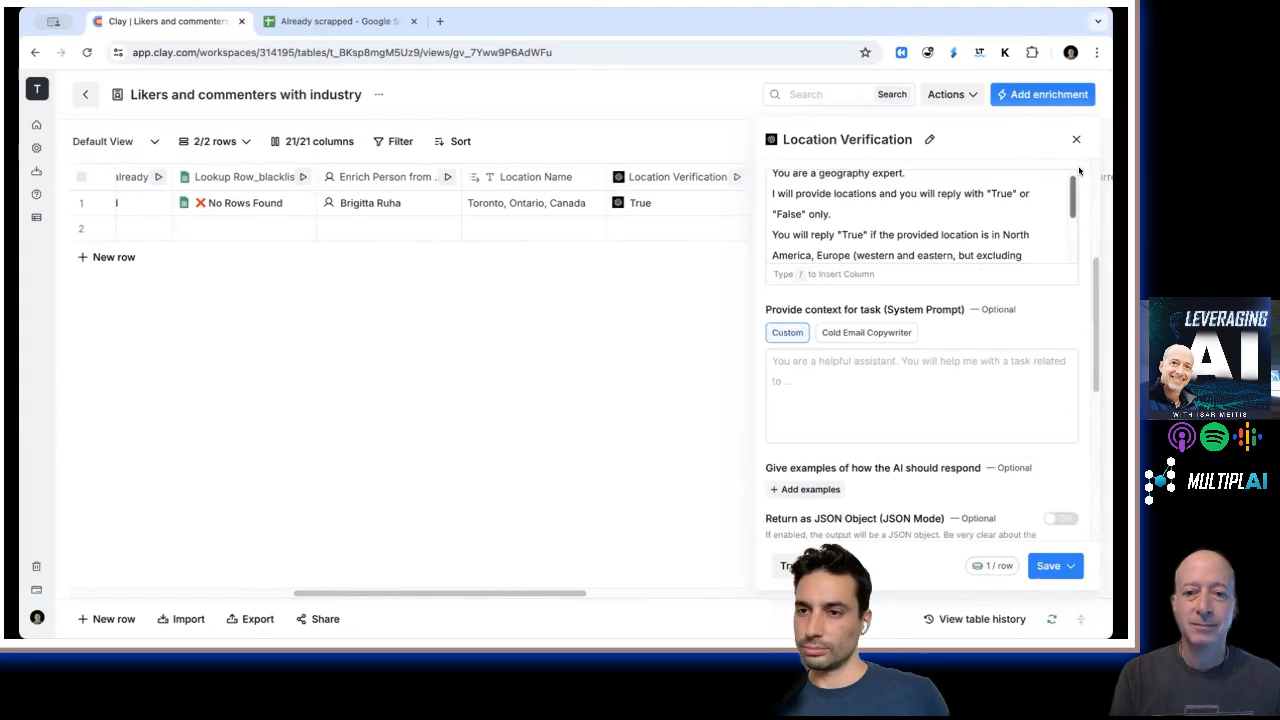 Clay | Likers and commenters
Already scrapped - Google S
app.clay.com/workspaces/314195/tables/t_BKsp8mgM5Uz9/views/gv_7Yww9P6AdWFu
T
Likers and commenters with industry
Search
Search
Actions
Add enrichment
Default View
2/2 rows
21/21 columns
Filter
Sort
Location Verification
already
Lookup Row_blacklis
Enrich Person from ..
Location Name
Location Verification
1
No Rows Found
Brigitta Ruha
Toronto, Ontario, Canada
True
2
+ New row
You are a geography expert.
I will provide locations and you will reply with "True" or
"False" only.
You will reply "True" if the provided location is in North
America, Europe (western and eastern, but excluding
Type / to Insert Column
Provide context for task (System Prompt) — Optional
Custom
Cold Email Copywriter
You are a helpful assistant. You will help me with a task related
to ...
Give examples of how the AI should respond — Optional
+ Add examples
Return as JSON Object (JSON Mode) — Optional
If enabled, the output will be a JSON object. Be very clear about the
1 / row
Save
+ New row
Import
Export
Share
View table history
LEVERAGING
AI
WITH ISAR MEITIS
MULTIPLAI